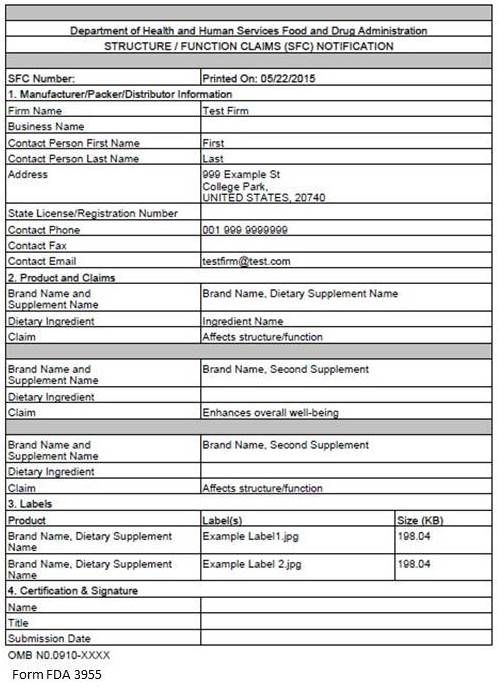 Department of Health and Human Services Food and Drug Administration
STRUCTURE / FUNCTION CLAIMS (SFC) NOTIFICATION
SFC Number: Printed On: 05/22/2015
1. Manufacturer/Packer/Distributor Information
Firm Name Test Firm
Business Name
Contact Person First Name First
Contact Person Last Name Last
Address 999 Example St
College Park,
UNITED STATES, 20740
State License/Registration Number
Contact Phone 001 999 9999999
Contact Fax
Contact Email testfirm@test.com
2. Product and Claims
Brand Name and Brand Name, Dietary Supplement Name
Supplement Name
Dietary Ingredient Ingredient Name
Claim Affects structure/function
Brand Name and Brand Name, Second Supplement
Supplement Name
Dietary Ingredient
Claim Enhances overall well-being
Brand Name and Brand Name, Second Supplement
Supplement Name
Dietary Ingredient
Claim Affects structure/function
3. Labels
Product Label(s) Size (KB)
Brand Name, Dietary Supplement Example Label1.jpg 198.04
Name
Brand Name, Dietary Supplement Example Label 2.jpg 198.04
Name
4. Certification & Signature
Name
Title
Submission Date
OMB N0.0910-XXXX
Form FDA 3955